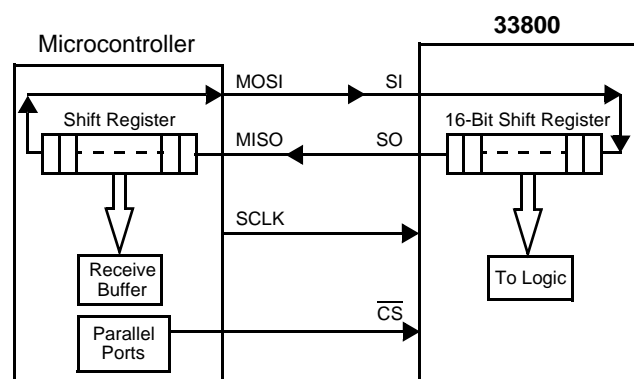 33800
Microcontroller
MOSI
SI
Shift Register
16-Bit Shift Register
MISO
SO
SCLK
Receive
Buffer
To Logic
CS
Parallel
Ports